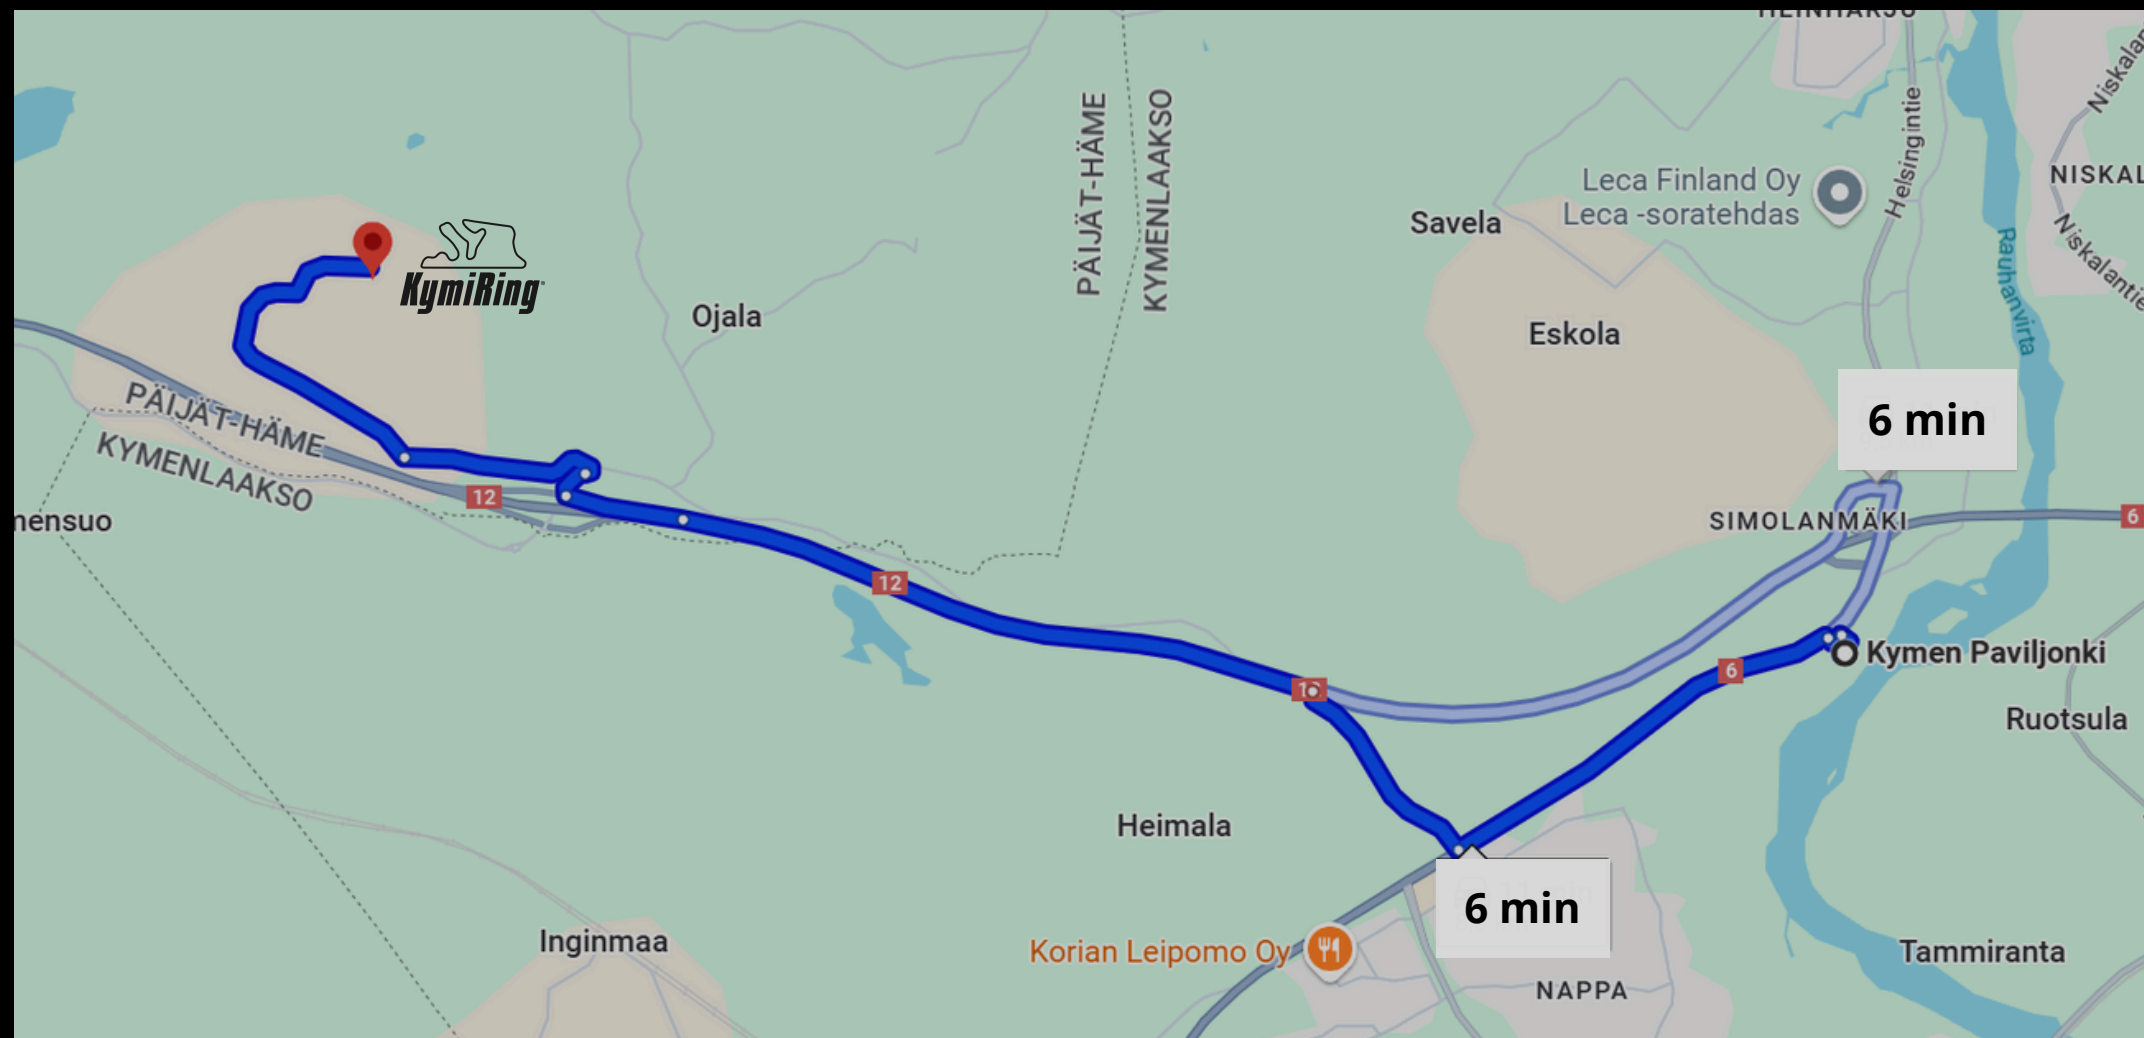 HEINHARJU
Niskalan
PÄIJÄT-HÄME
KYMENLAAKSO
Helsingintie
Leca Finland Oy
Leca -soratehdas
NISKAL
Savela
Niskalantie
Rauhanvirta
KymiRing
Ojala
Eskola
PÄIJÄT-HÄME
KYMENLAAKSO
6 min
12
mensuo
SIMOLANMÄKI
6
12
Kymen Paviljonki
6
Ruotsula
Heimala
6 min
Inginmaa
Korian Leipomo Oy
Tammiranta
NAPPA